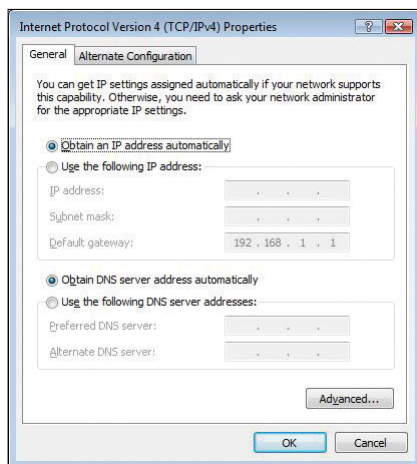 Internet Protocol Version 4 (TCP/IPv4) Properties
General
Alternate Configuration
You can get IP settings assigned automatically if your network supports
this capability. Otherwise, you need to ask your network administrator
for the appropriate IP settings.
Obtain an IP address automatically
Use the following IP address:
IP address: . . .
Subnet mask: . . .
Default gateway: 192 . 168 . 1 . 1
Obtain DNS server address automatically
Use the following DNS server addresses:
Preferred DNS server: . . .
Alternate DNS server: . . .
Advanced...
OK
Cancel